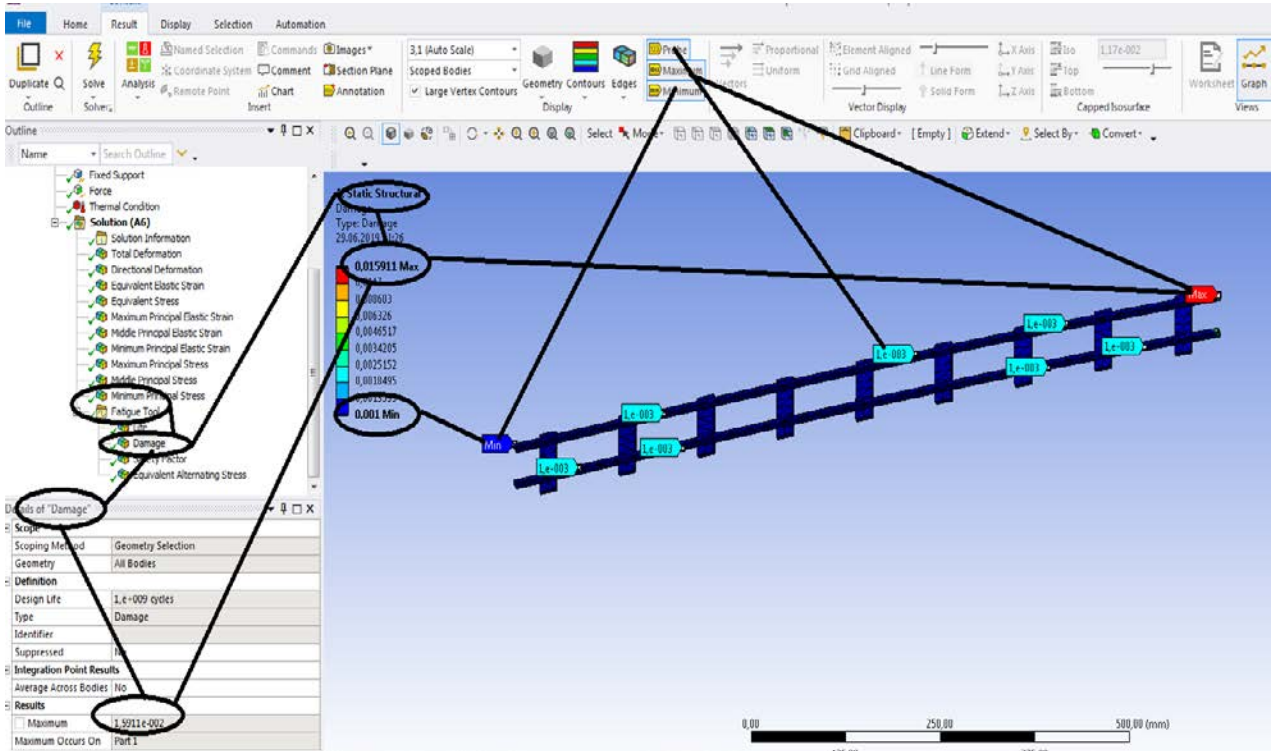 File Home Result Display Selection Automation
Duplicate Q
Outline
Solve
Solve
Analysis
Named Selection
Coordinate System
Remote Point
Commands
Comment
Chart
Insert
Images
Section Plane
Annotation
3,1 (Auto Scale)
Scoped Bodies
Large Vertex Contours
Geometry Contours Edges
Display
Probe
Maximum
Minimum
Proportional
Uniform
Element Aligned
Grid Aligned
Line Form
Solid Form
X Axis
Y Axis
Z Axis
Vector Display
Iso
Top
Bottom
1,17e-002
Capped Isosurface
Worksheet Graph
Views
Outline
Name Search Outline
Select Mode Clipboard [Empty] Extend Select By Convert
Fixed Support
Force
Thermal Condition
Solution (A6)
Solution Information
Total Deformation
Directional Deformation
Equivalent Elastic Strain
Equivalent Stress
Maximum Principal Elastic Strain
Middle Principal Elastic Strain
Minimum Principal Elastic Strain
Maximum Principal Stress
Middle Principal Stress
Minimum Principal Stress
Fatigue Tool
Life
Damage
Safety Factor
Equivalent Alternating Stress
Details of "Damage"
Scope
Scoping Method Geometry Selection
Geometry All Bodies
Definition
Design Life 1,e+009 cycles
Type Damage
Identifier
Suppressed No
Integration Point Results
Average Across Bodies No
Results
Maximum 1,5911e-002
Maximum Occurs On Part 1
Static Structural
Damage
Type: Damage
29.06.2019
0,015911 Max
0,008603
0,006326
0,0046517
0,0034205
0,0025152
0,0018495
0,001 Min
Max
1,e-003
1,e-003
1,e-003
1,e-003
1,e-003
1,e-003
1,e-003
Min
0,00 250,00 500,00 (mm)